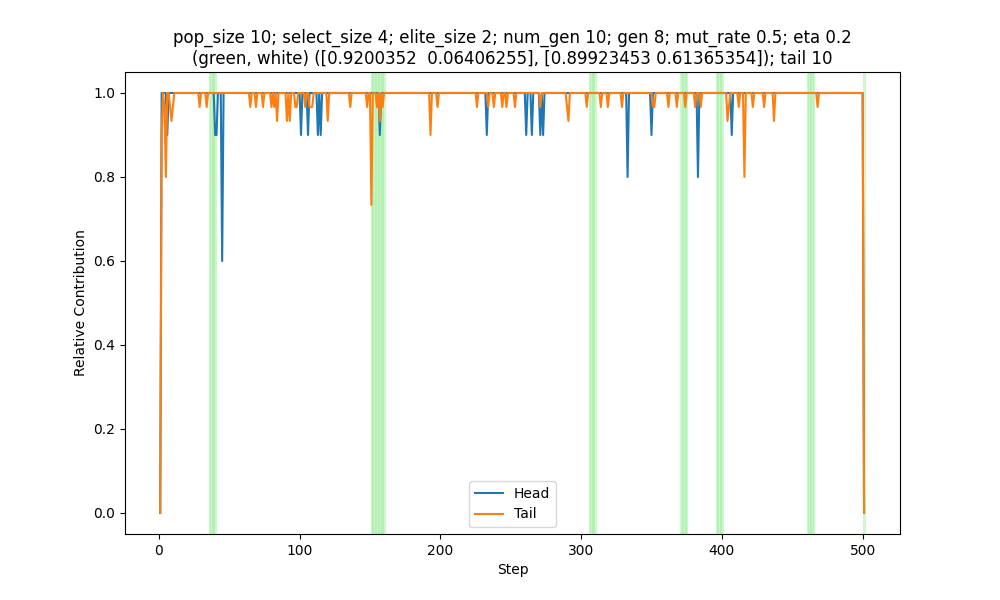 pop_size 10; select_size 4; elite_size 2; num_gen 10; gen 8; mut_rate 0.5; eta 0.2
(green, white) ([0.9200352  0.06406255], [0.89923453 0.61365354]); tail 10
1.0
0.8
0.6
0.4
0.2
0.0
Relative Contribution
Head
Tail
0
100
200
300
400
500
Step